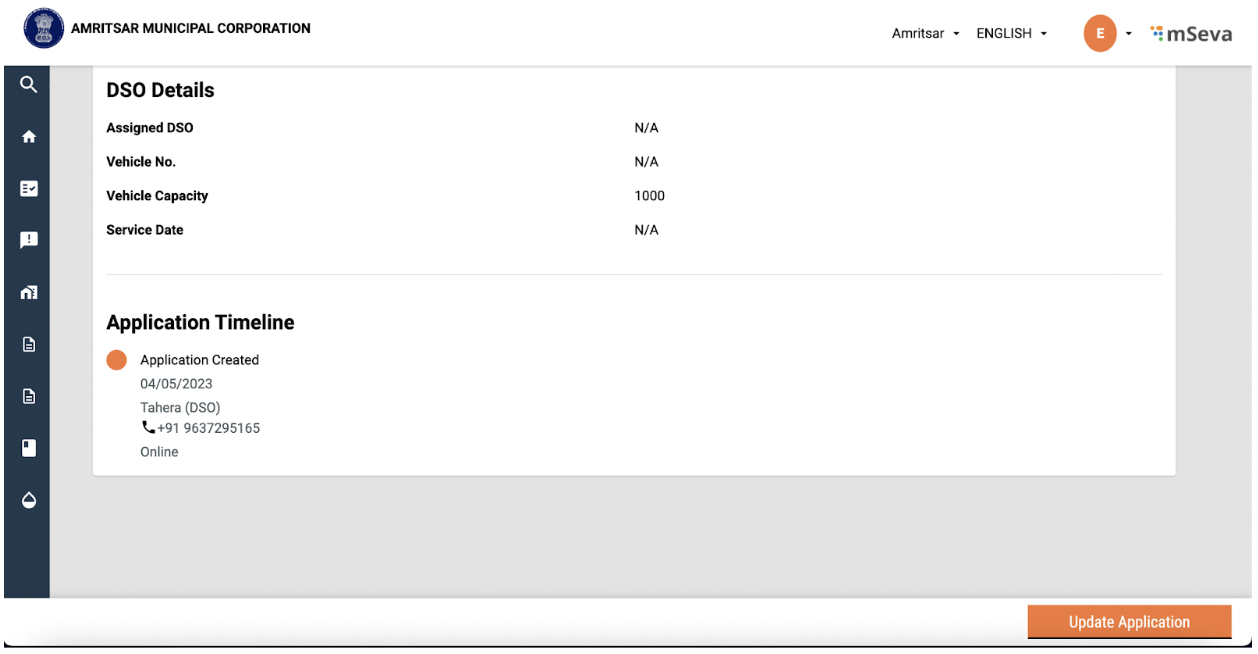 AMRITSAR MUNICIPAL CORPORATION
Amritsar ENGLISH E mSeva
DSO Details
Assigned DSO N/A
Vehicle No. N/A
Vehicle Capacity 1000
Service Date N/A
Application Timeline
Application Created
04/05/2023
Tahera (DSO)
+91 9637295165
Online
Update Application